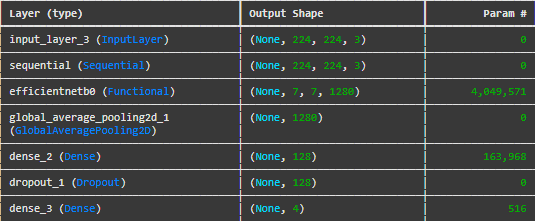 Layer (type) Output Shape Param #
input_layer_3 (InputLayer) (None, 224, 224, 3) 0
sequential (Sequential) (None, 224, 224, 3) 0
efficientnetb0 (Functional) (None, 7, 7, 1280) 4,049,571
global_average_pooling2d_1 (None, 1280) 0
(GlobalAveragePooling2D)
dense_2 (Dense) (None, 128) 163,968
dropout_1 (Dropout) (None, 128) 0
dense_3 (Dense) (None, 4) 516